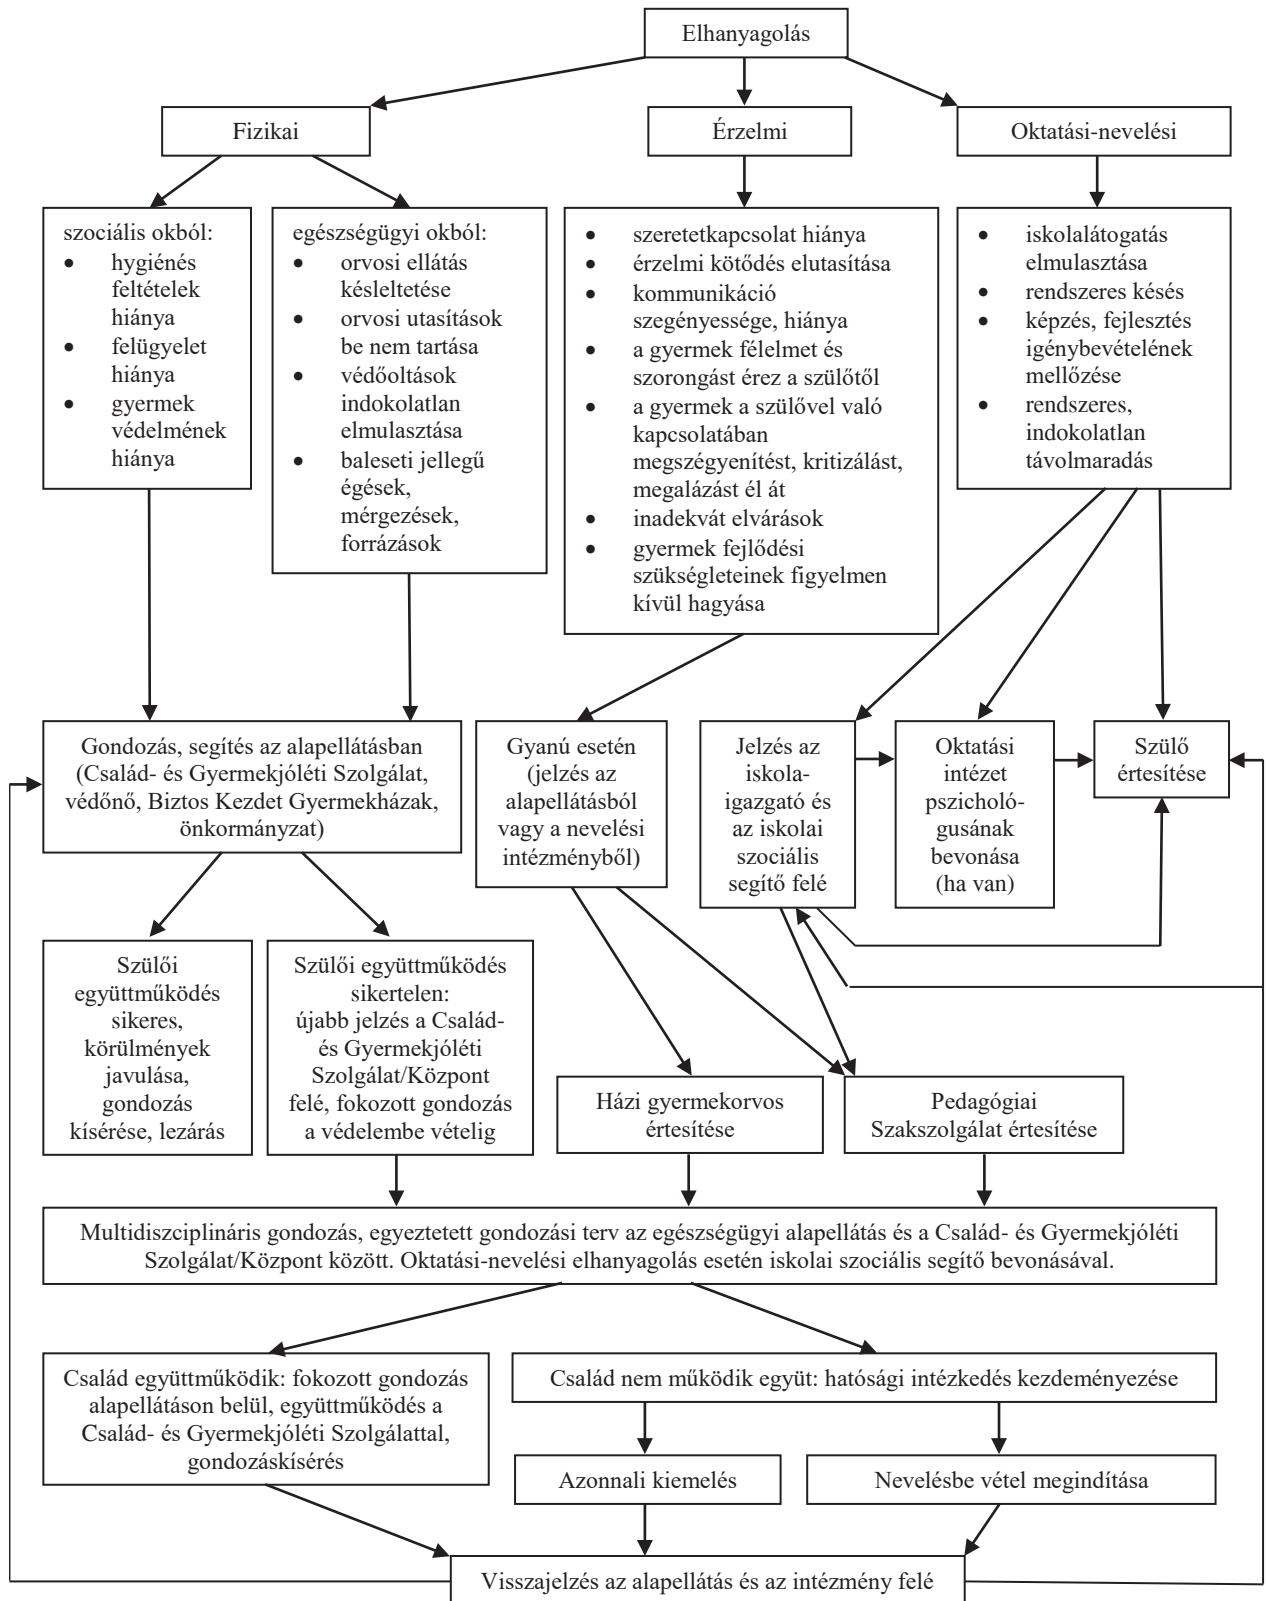 Elhanyagolás
Fizikai
Érzelmi
Oktatási-nevelési
szociális okból:
• hygiénés
feltételek
hiánya
• felügyelet
hiánya
• gyermek
védelmének
hiánya
egészségügyi okból:
• orvosi ellátás
késleltetése
• orvosi utasítások
be nem tartása
• védőoltások
indokolatlan
elmulasztása
• baleseti jellegű
égések,
mérgezések,
forrázások
• szeretetkapcsolat hiánya
• érzelmi kötődés elutasítása
• kommunikáció
szegényessége, hiánya
• a gyermek félelmet és
szorongást érez a szülőtől
• a gyermek a szülővel való
kapcsolatában
megszégyenítést, kritizálást,
megalázást él át
• inadekvát elvárások
• gyermek fejlődési
szükségleteinek figyelmen
kívül hagyása
• iskolalátogatás
elmulasztása
• rendszeres késés
• képzés, fejlesztés
igénybevételének
mellőzése
• rendszeres,
indokolatlan
távolmaradás
Gondozás, segítés az alapellátásban
(Család- és Gyermekjóléti Szolgálat,
védőnő, Biztos Kezdet Gyermekházak,
önkormányzat)
Gyanú esetén
(jelzés az
alapellátásból
vagy a nevelési
intézményből)
Jelzés az
iskola-
igazgató és
az iskolai
szociális
segítő felé
Oktatási
intézet
pszicholó-
gusának
bevonása
(ha van)
Szülő
értesítése
Szülői
együttműködés
sikeres,
körülmények
javulása,
gondozás
kísérése, lezárás
Szülői együttműködés
sikertelen:
újabb jelzés a Család-
és Gyermekjóléti
Szolgálat/Központ
felé, fokozott gondozás
a védelembe vételig
Házi gyermekorvos
értesítése
Pedagógiai
Szakszolgálat értesítése
Multidiszciplináris gondozás, egyeztetett gondozási terv az egészségügyi alapellátás és a Család- és Gyermekjóléti
Szolgálat/Központ között. Oktatási-nevelési elhanyagolás esetén iskolai szociális segítő bevonásával.
Család együttműködik: fokozott gondozás
alapellátáson belül, együttműködés a
Család- és Gyermekjóléti Szolgálattal,
gondozáskísérés
Család nem működik együt: hatósági intézkedés kezdeményezése
Azonnali kiemelés
Nevelésbe vétel megindítása
Visszajelzés az alapellátás és az intézmény felé